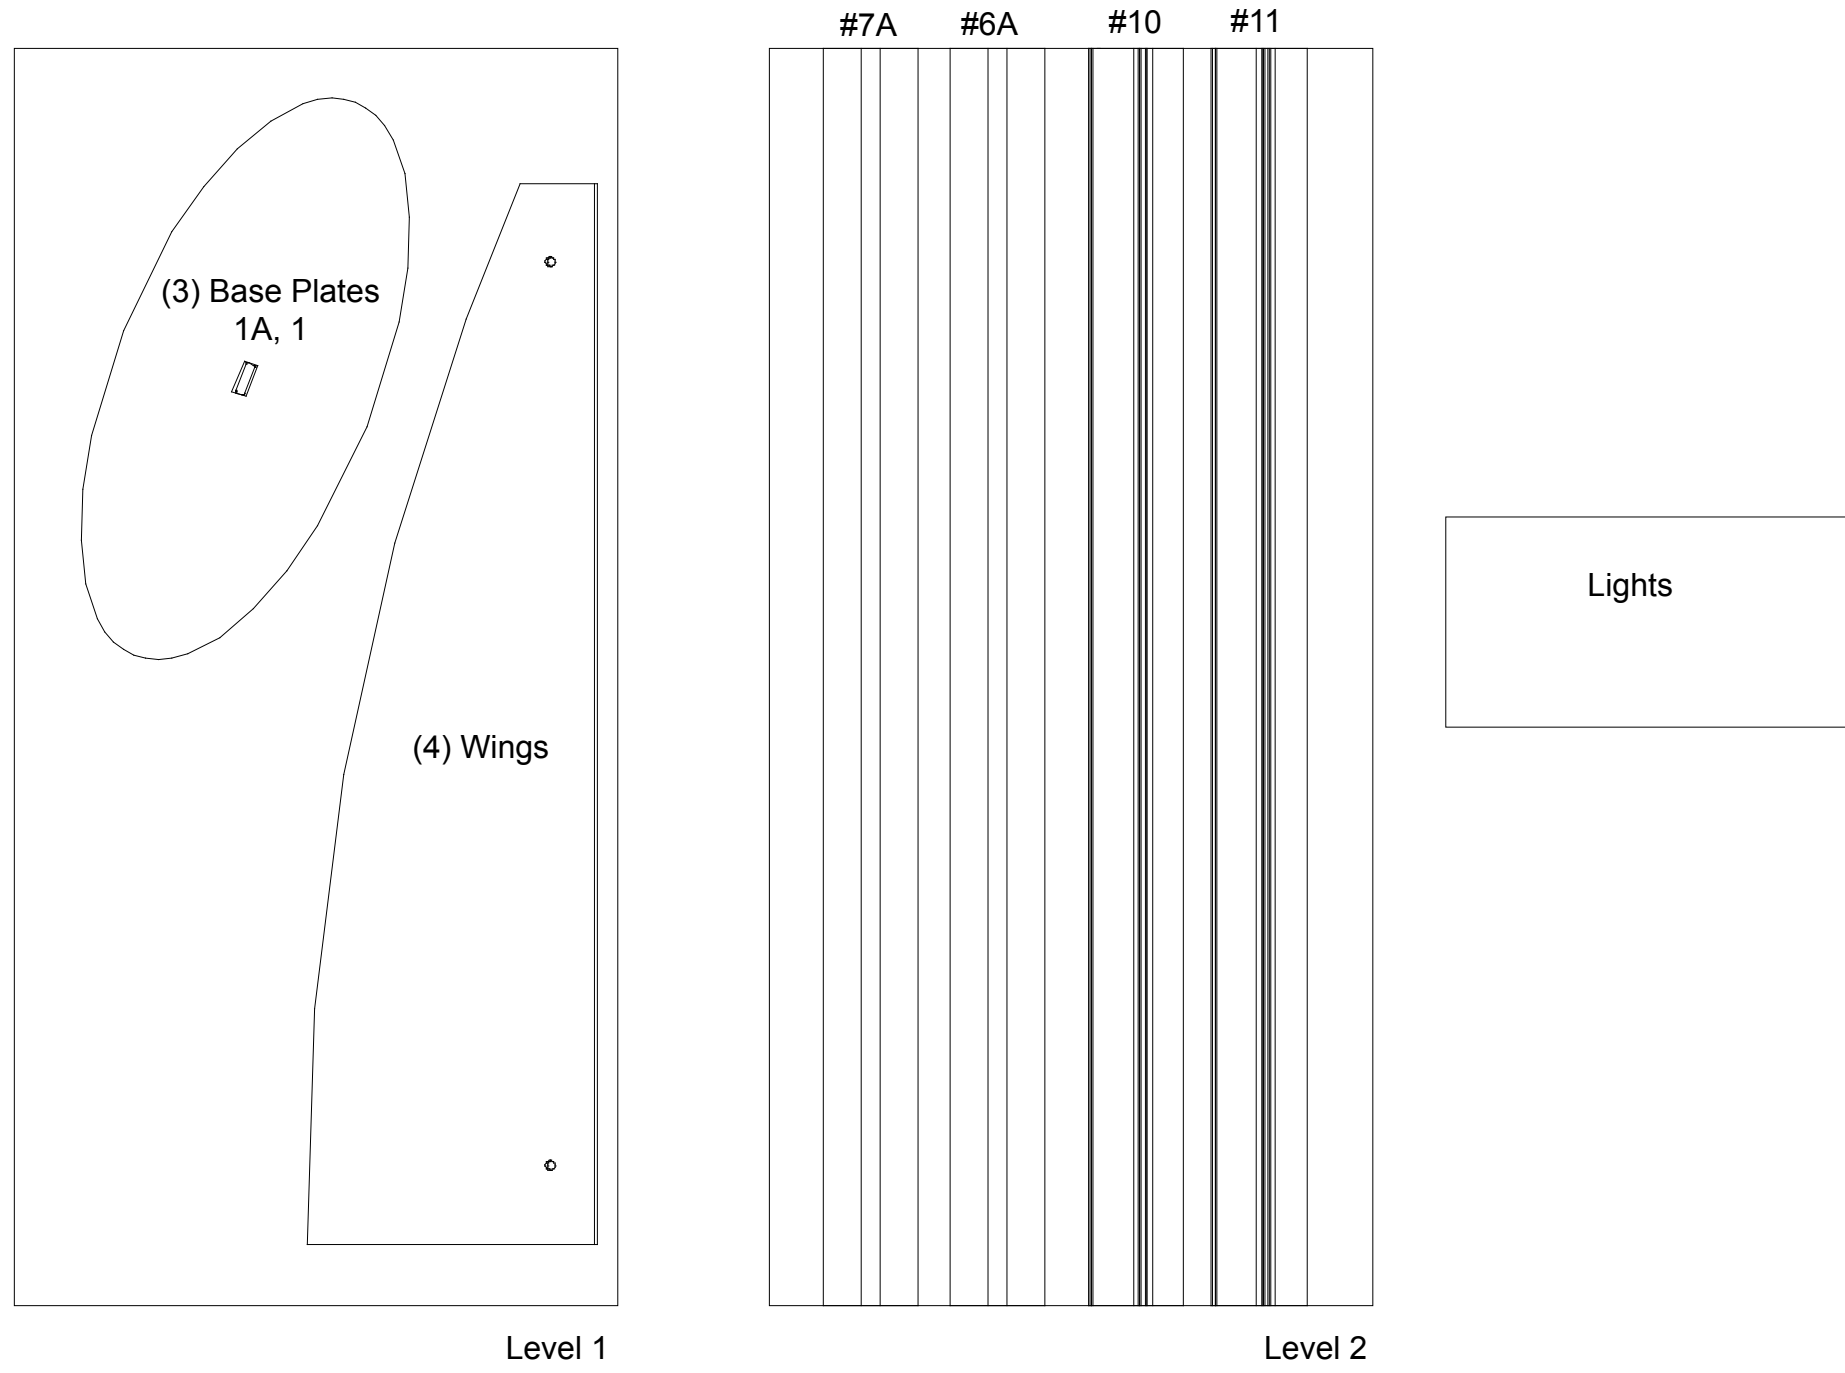 #7A
#6A
#10
#11
(3) Base Plates
1A, 1
(4) Wings
Lights
Level 1
Level 2